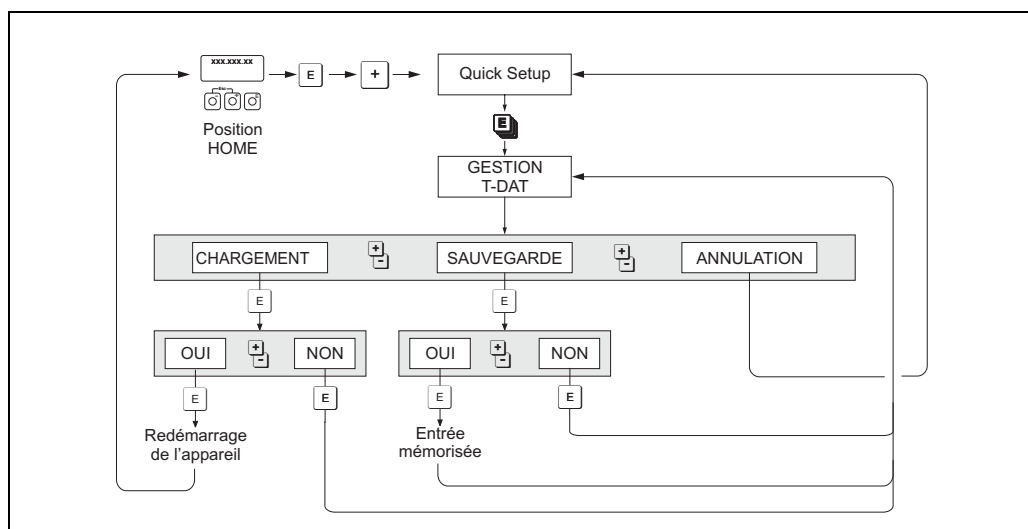 xxx.xxx.xx
Esc
- + E
Position
HOME
E
+
Quick Setup
E
GESTION
T-DAT
CHARGEMENT
+
-
SAUVEGARDE
+
-
ANNULATION
E
E
OUI
+
-
NON
OUI
+
-
NON
E
E
E
E
Redémarrage
de l'appareil
Entrée
mémorisée